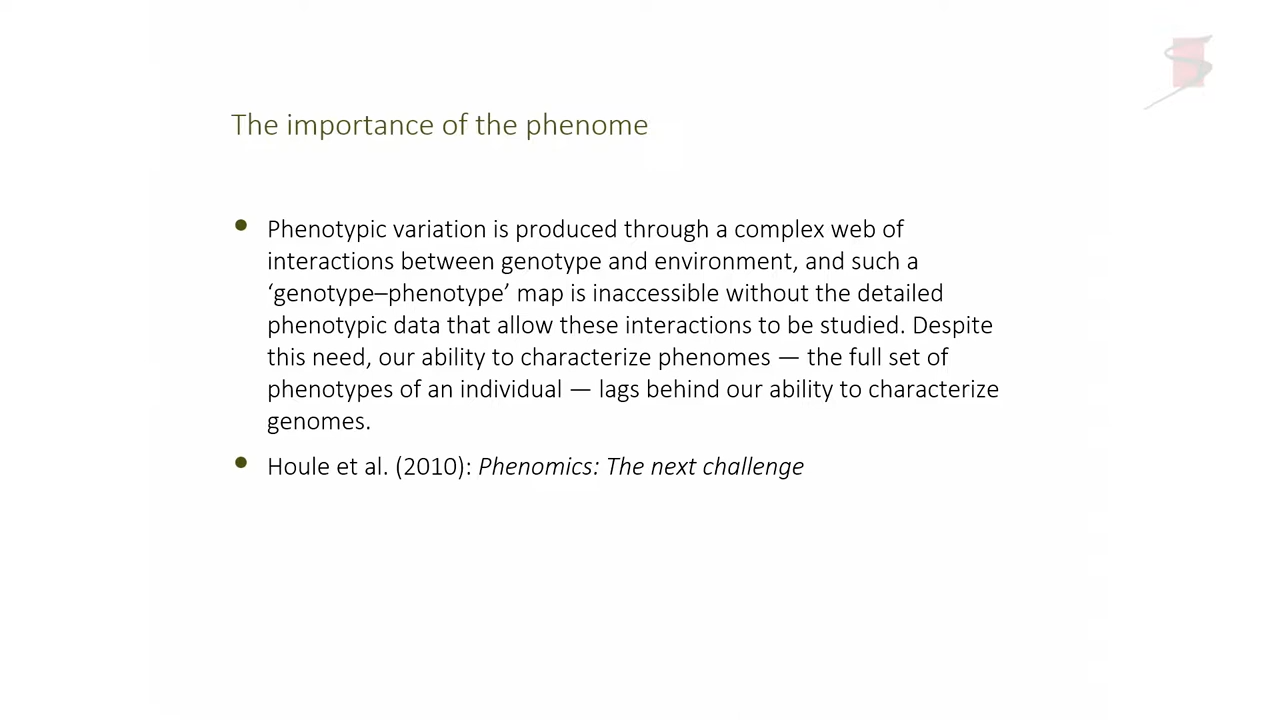 The importance of the phenome
• Phenotypic variation is produced through a complex web of
interactions between genotype and environment, and such a
‘genotype–phenotype’ map is inaccessible without the detailed
phenotypic data that allow these interactions to be studied. Despite
this need, our ability to characterize phenomes — the full set of
phenotypes of an individual — lags behind our ability to characterize
genomes.
• Houle et al. (2010): Phenomics: The next challenge